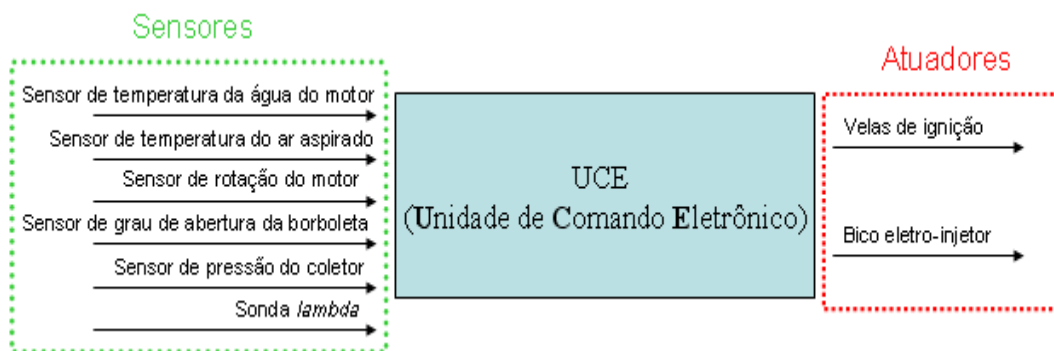 Sensores
Sensor de temperatura da água do motor
Sensor de temperatura do ar aspirado
Sensor de rotação do motor
Sensor de grau de abertura da borboleta
Sensor de pressão do coletor
Sonda lambda
UCE
(Unidade de Comando Eletrônico)
Atuadores
Velas de ignição
Bico eletro-injetor